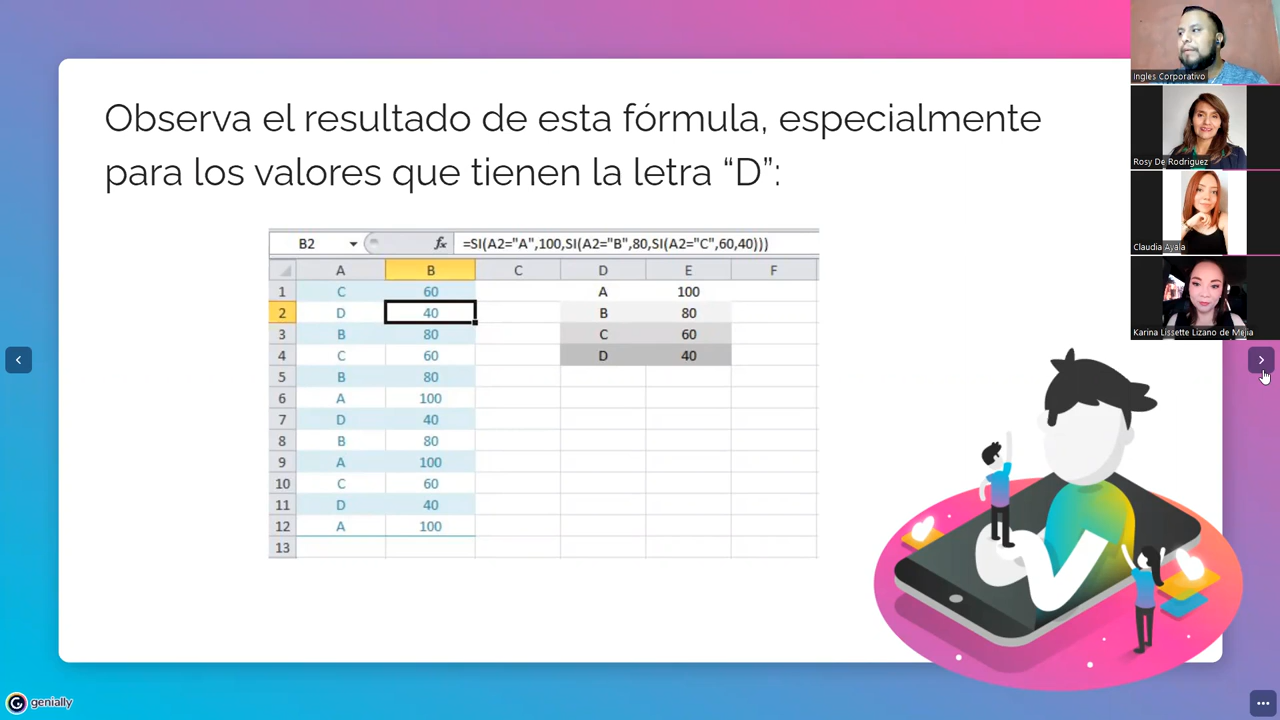 Observa el resultado de esta fórmula, especialmente
para los valores que tienen la letra “D”:
B2 fx =SI(A2="A",100,SI(A2="B",80,SI(A2="C",60,40)))
A B C D E F
1 C 60 A 100
2 D 40 B 80
3 B 80 C 60
4 C 60 D 40
5 B 80
6 A 100
7 D 40
8 B 80
9 A 100
10 C 60
11 D 40
12 A 100
13
Ingles Corporativo
Rosy De Rodriguez
Claudia Ayala
Karina Lissette Lizano de Mejia
genially